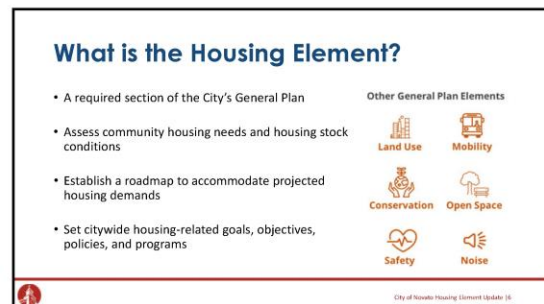 What is the Housing Element?
• A required section of the City's General Plan
• Assess community housing needs and housing stock
conditions
• Establish a roadmap to accommodate projected
housing demands
• Set citywide housing-related goals, objectives,
policies, and programs
Other General Plan Elements
Land Use Mobility
Conservation Open Space
Safety Noise
City of Novato Housing Element Update |6